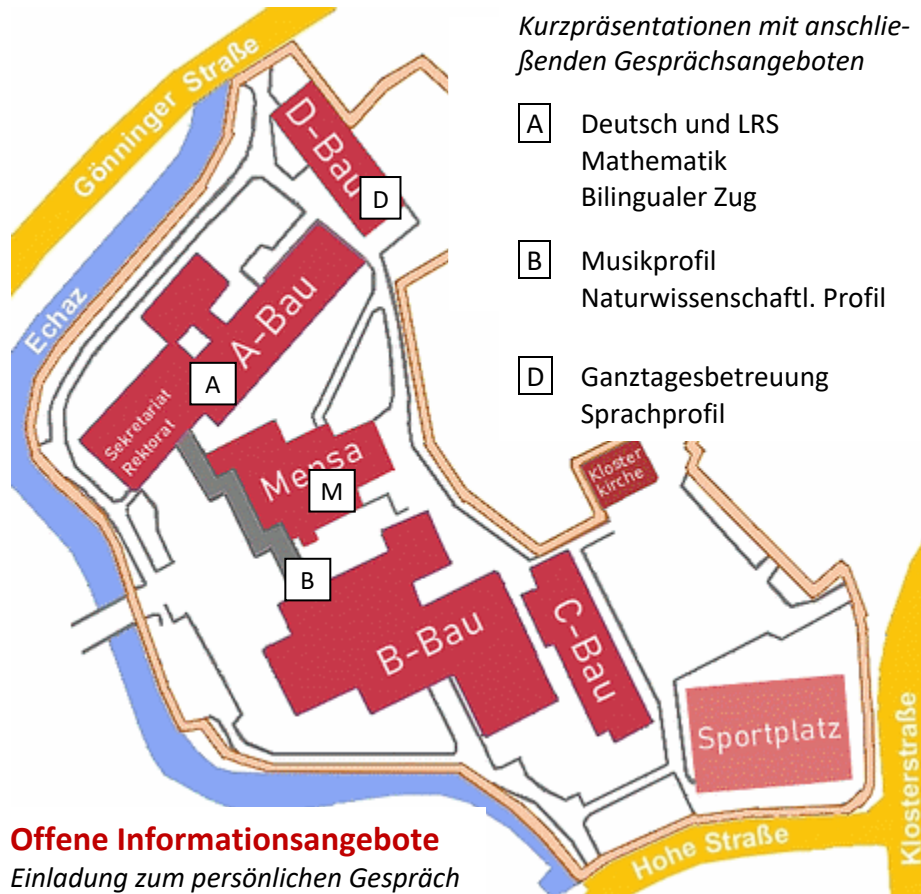 Kurzpräsentationen mit anschlie-
ßenden Gesprächsangeboten
A Deutsch und LRS
Mathematik
Bilingualer Zug
B Musikprofil
Naturwissenschaftl. Profil
D Ganztagesbetreuung
Sprachprofil
Gönninger Straße
D-Bau
D
Echaz
A-Bau
A
Sekretariat
Rektorat
Mensa
M
Kloster
kirche
B
B-Bau
C-Bau
Sportplatz
Klosterstraße
Hohe Straße
Offene Informationsangebote
Einladung zum persönlichen Gespräch